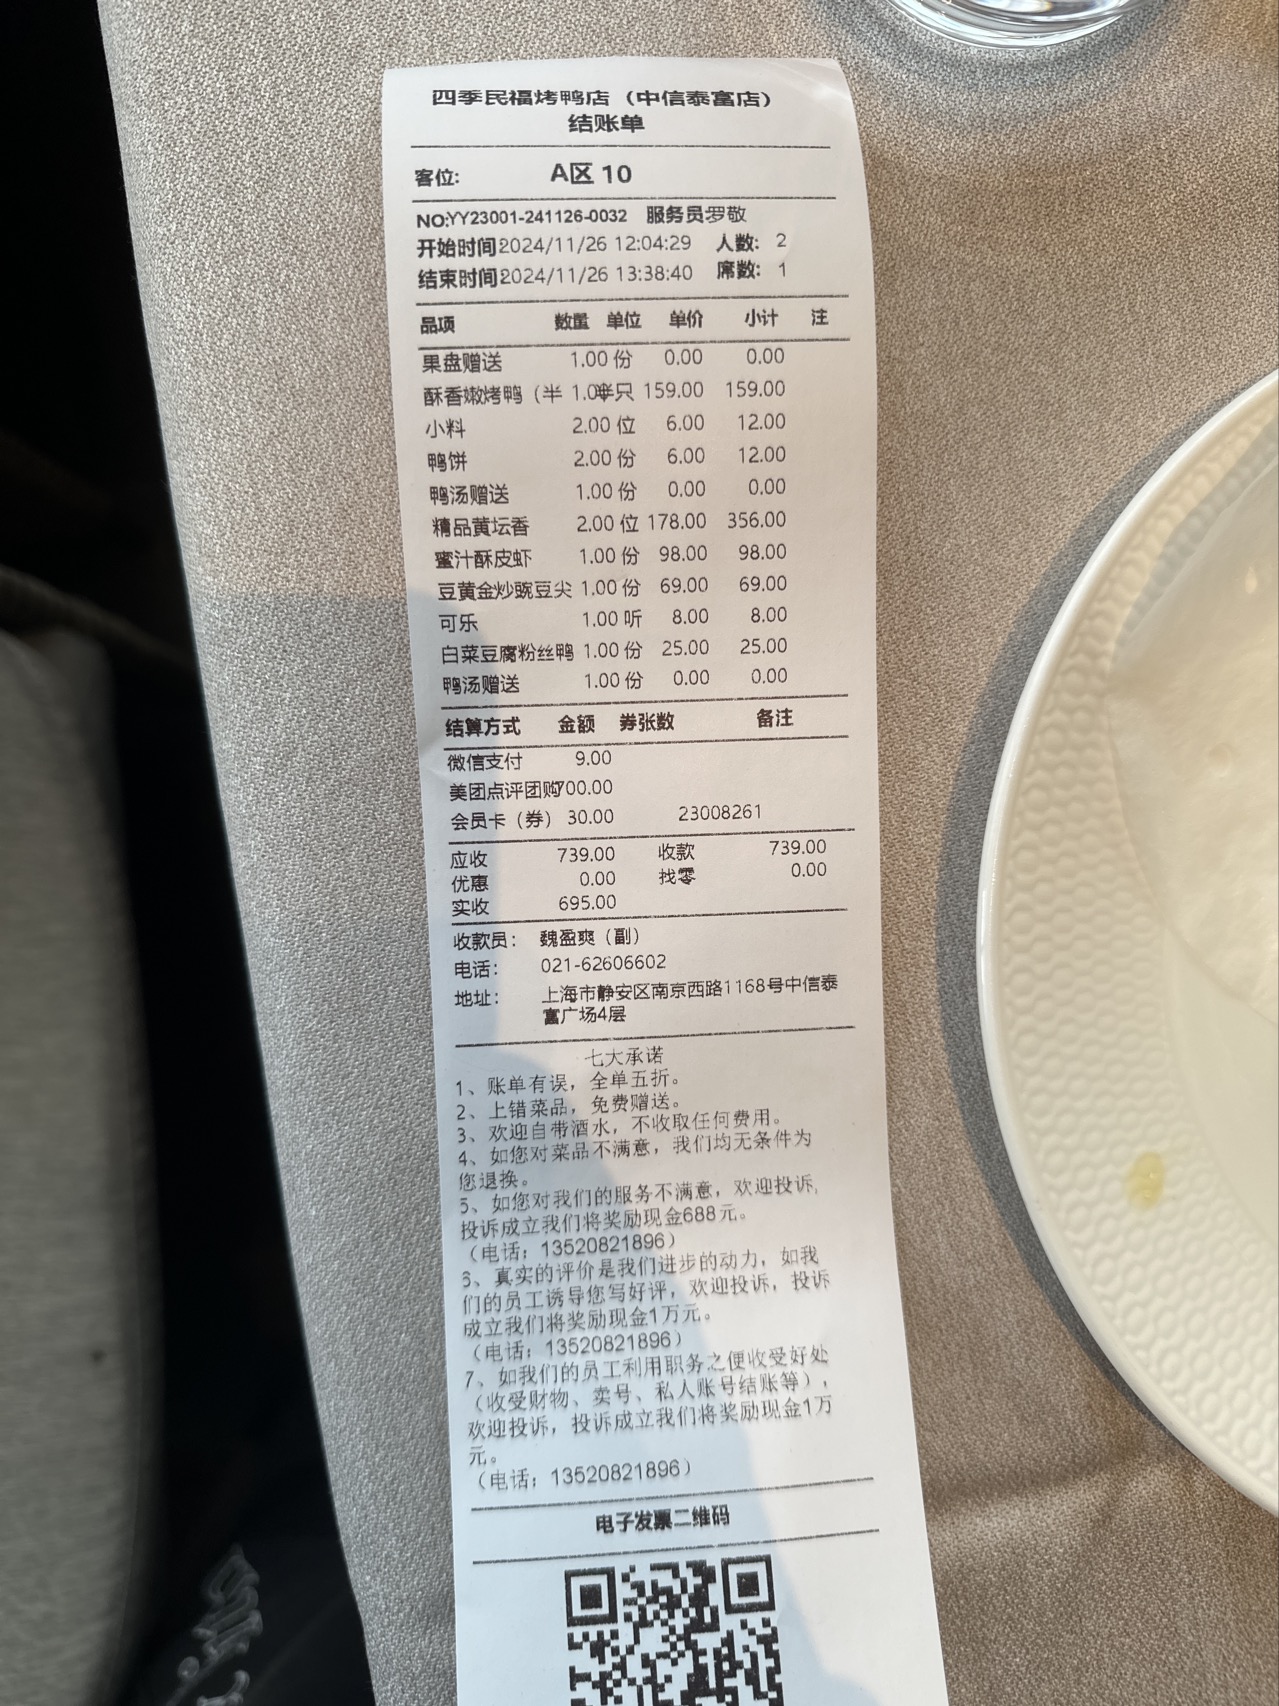 四季民福烤鸭店（中信泰富店）
结账单
客位: A区 10
NO:YY23001-241126-0032 服务员:罗敬
开始时间2024/11/26 12:04:29 人数: 2
结束时间2024/11/26 13:38:40 席数: 1
品项 数量 单位 单价 小计 注
果盘赠送 1.00 份 0.00 0.00
酥香嫩烤鸭（半 1.00半只 159.00 159.00
小料 2.00 位 6.00 12.00
鸭饼 2.00 份 6.00 12.00
鸭汤赠送 1.00 份 0.00 0.00
精品黄坛香 2.00 位 178.00 356.00
蜜汁酥皮虾 1.00 份 98.00 98.00
豆黄金炒豌豆尖 1.00 份 69.00 69.00
可乐 1.00 听 8.00 8.00
白菜豆腐粉丝鸭 1.00 份 25.00 25.00
鸭汤赠送 1.00 份 0.00 0.00
结算方式 金额 券张数 备注
微信支付 9.00
美团点评团购700.00
会员卡（券） 30.00 23008261
应收 739.00 收款 739.00
优惠 0.00 找零 0.00
实收 695.00
收款员: 魏盈爽（副）
电话: 021-62606602
地址: 上海市静安区南京西路1168号中信泰
富广场4层
七大承诺
1、账单有误，全单五折。
2、上错菜品，免费赠送。
3、欢迎自带酒水，不收取任何费用。
4、如您对菜品不满意，我们均无条件为
您退换。
5、如您对我们的服务不满意，欢迎投诉,
投诉成立我们将奖励现金688元。
（电话：13520821896）
6、真实的评价是我们进步的动力，如我
们的员工诱导您写好评，欢迎投诉，投诉
成立我们将奖励现金1万元。
（电话：13520821896）
7、如我们的员工利用职务之便收受好处
（收受财物、卖号、私人账号结账等），
欢迎投诉，投诉成立我们将奖励现金1万
元。
（电话：13520821896）
电子发票二维码